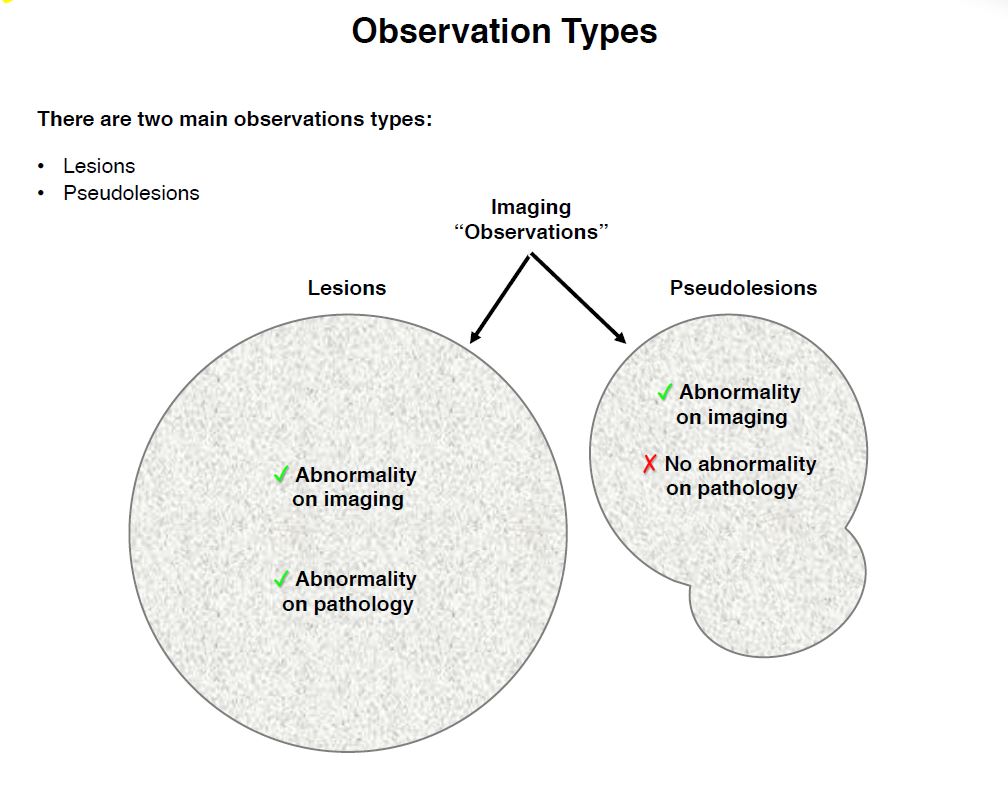 Observation Types
There are two main observations types:
• Lesions
• Pseudolesions
Imaging
“Observations”
Lesions
Pseudolesions
✓ Abnormality
on imaging
✓ Abnormality
on pathology
✓ Abnormality
on imaging
✗ No abnormality
on pathology